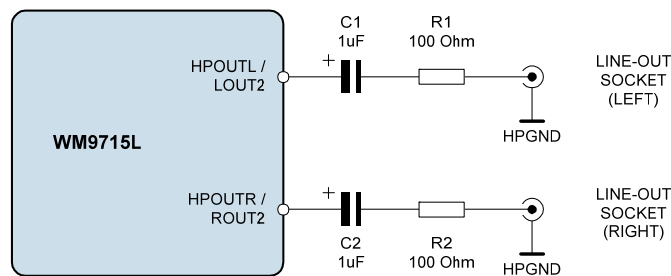 C1
1uF
R1
100 Ohm
HPOUTL /
LOUT2
+
LINE-OUT
SOCKET
(LEFT)
HPGND
WM9715L
HPOUTR /
ROUT2
+
LINE-OUT
SOCKET
(RIGHT)
C2
1uF
R2
100 Ohm
HPGND